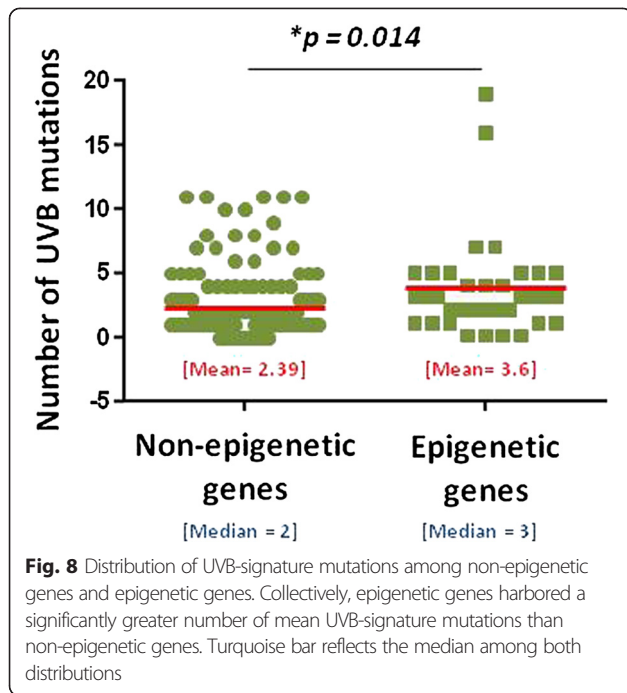 *p = 0.014
Number of UVB mutations
20
15
10
5
0
-5
[Mean= 2.39]
[Mean= 3.6]
Non-epigenetic
genes
Epigenetic
genes
[Median = 2]
[Median = 3]
Fig. 8 Distribution of UVB-signature mutations among non-epigenetic
genes and epigenetic genes. Collectively, epigenetic genes harbored a
significantly greater number of mean UVB-signature mutations than
non-epigenetic genes. Turquoise bar reflects the median among both
distributions